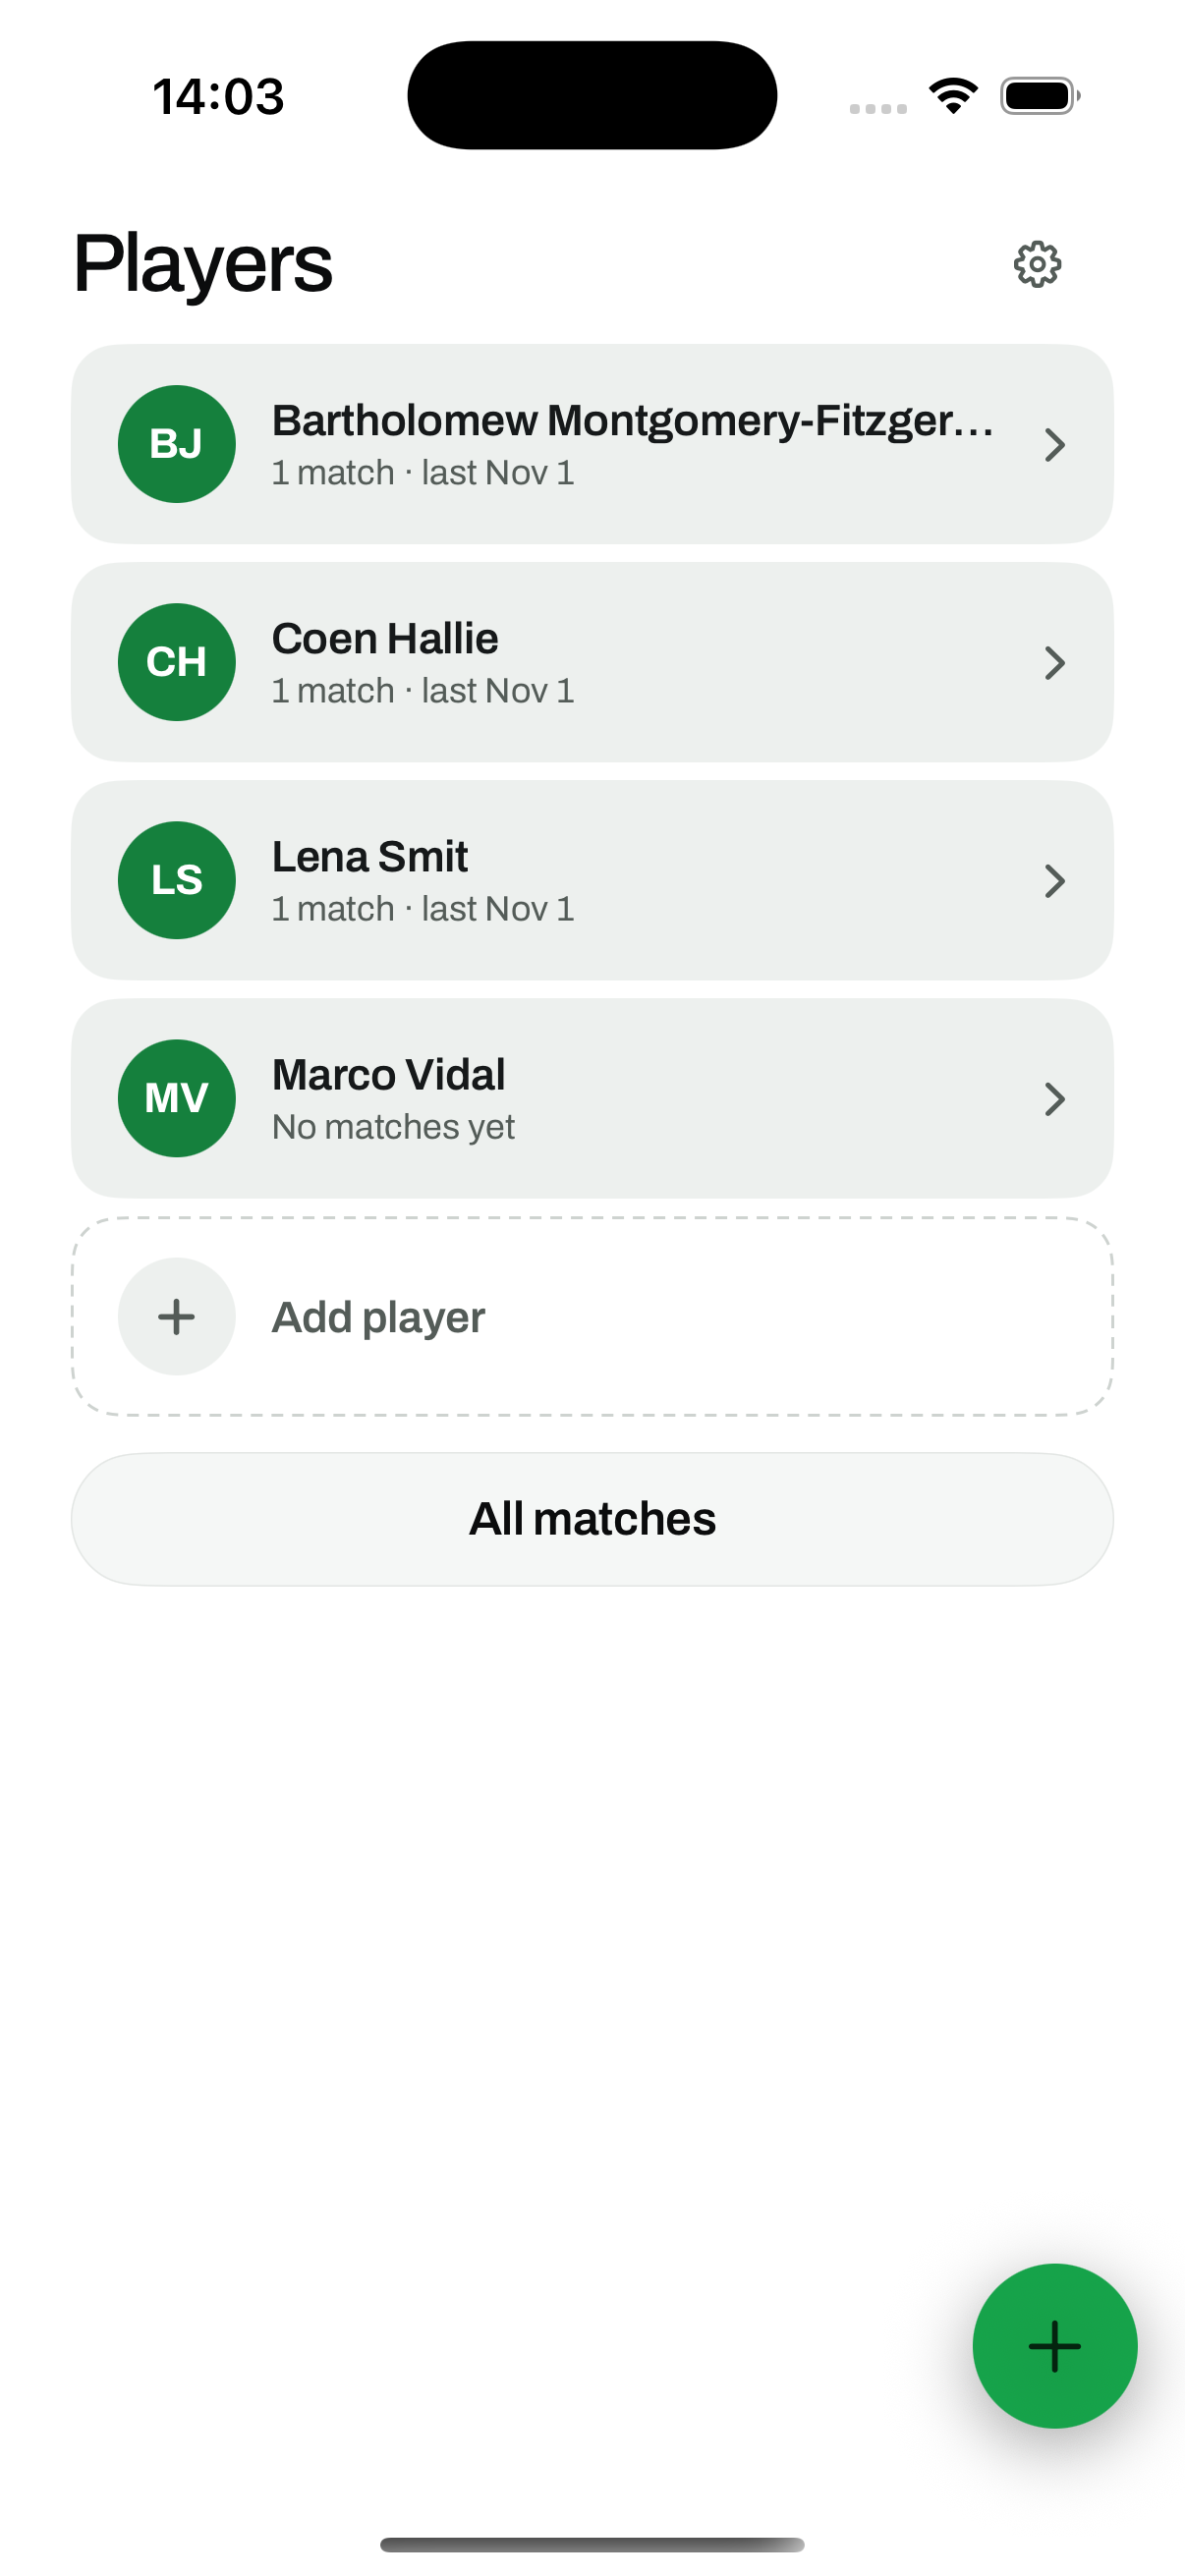 14:03
Players
BJ
Bartholomew Montgomery-Fitzger...
1 match · last Nov 1
CH
Coen Hallie
1 match · last Nov 1
LS
Lena Smit
1 match · last Nov 1
MV
Marco Vidal
No matches yet
Add player
All matches